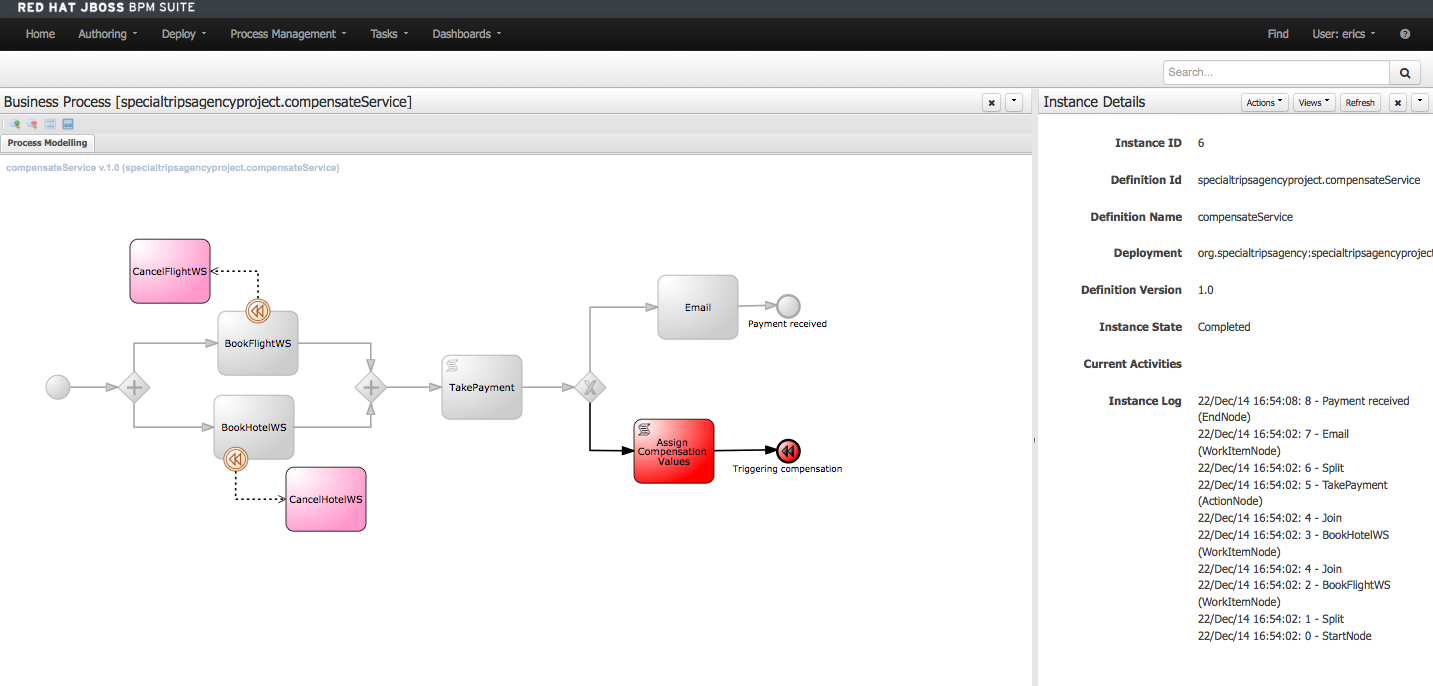 RED HAT JBOSS BPM SUITE
Home Authoring Deploy Process Management Tasks Dashboards Find User: erics ?
Search...
Business Process [specialtripsagencyproject.compensateService]
Process Modelling
compensateService v.1.0 (specialtripsagencyproject.compensateService)
CancelFlightWS
BookFlightWS
BookHotelWS
CancelHotelWS
TakePayment
Email
Payment received
Assign
Compensation
Values
Triggering compensation
Instance Details Actions Views Refresh
Instance ID 6
Definition Id specialtripsagencyproject.compensateService
Definition Name compensateService
Deployment org.specialtripsagency:specialtripsagencyproject
Definition Version 1.0
Instance State Completed
Current Activities
Instance Log 22/Dec/14 16:54:08: 8 - Payment received
(EndNode)
22/Dec/14 16:54:02: 7 - Email
(WorkItemNode)
22/Dec/14 16:54:02: 6 - Split
22/Dec/14 16:54:02: 5 - TakePayment
(ActionNode)
22/Dec/14 16:54:02: 4 - Join
22/Dec/14 16:54:02: 3 - BookHotelWS
(WorkItemNode)
22/Dec/14 16:54:02: 4 - Join
22/Dec/14 16:54:02: 2 - BookFlightWS
(WorkItemNode)
22/Dec/14 16:54:02: 1 - Split
22/Dec/14 16:54:02: 0 - StartNode